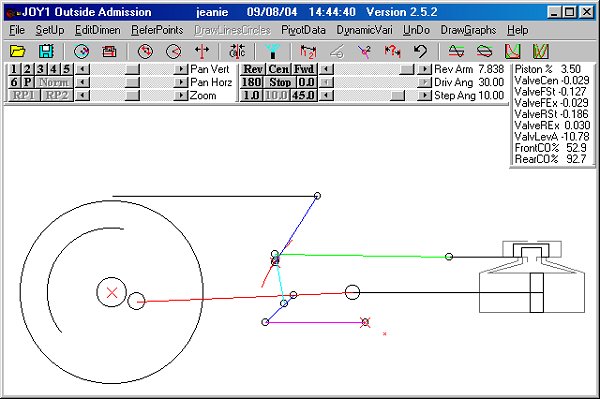 JOY1 Outside Admission jeanie 09/08/04 14:44:40 Version 2.5.2
File SetUp EditDimen ReferPoints DrawLinesCircles PivotData DynamicVari UnDo DrawGraphs Help
1 2 3 4 5 Pan Vert Rev Cen Fwd Rev Arm 7.838
6 P Norm Pan Horz 180 Stop 0.0 Driv Ang 30.00
RP1 RP2 Zoom 1.0 10.0 45.0 Step Ang 10.00
Piston % 3.50
ValveCen -0.029
ValveFSt -0.127
ValveFEx -0.029
ValveRSt -0.186
ValveREx 0.030
ValvLevA -10.78
FrontCO% 52.9
RearCO% 92.7